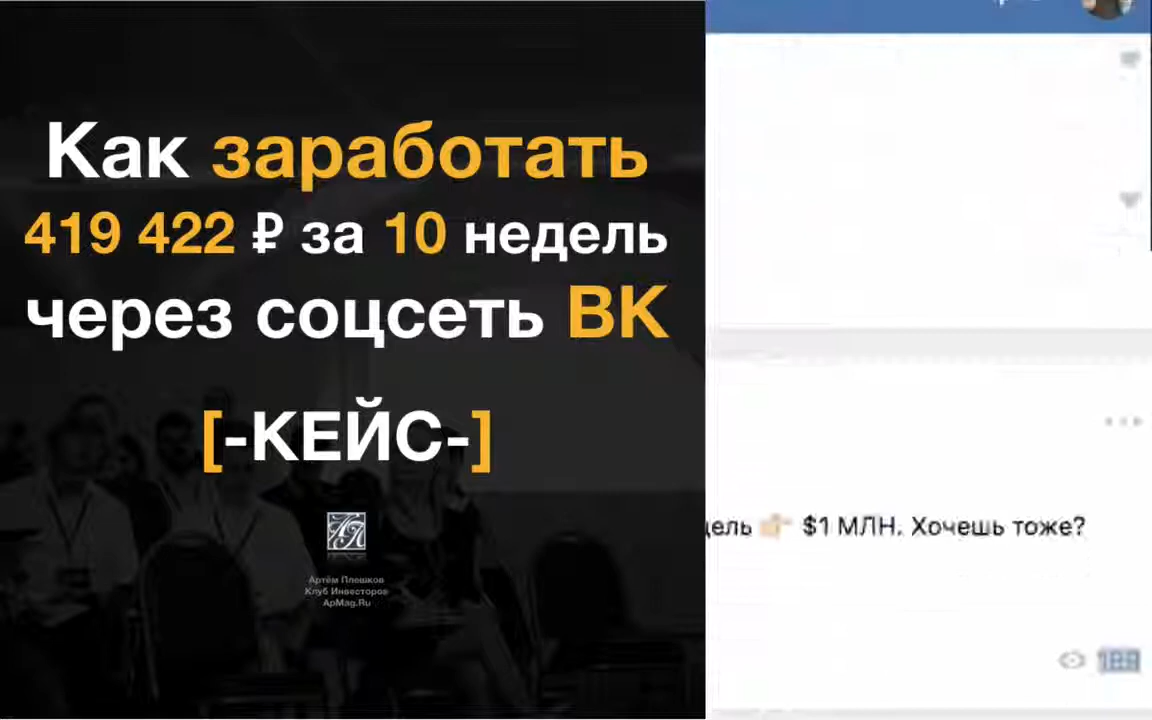 Как заработать
419 422 ₽ за 10 недель
через соцсеть ВК
[-КЕЙС-]
АП
Артём Плешков
Клуб Инвесторов
ApMag.Ru
дель 👉 $1 МЛН. Хочешь тоже?